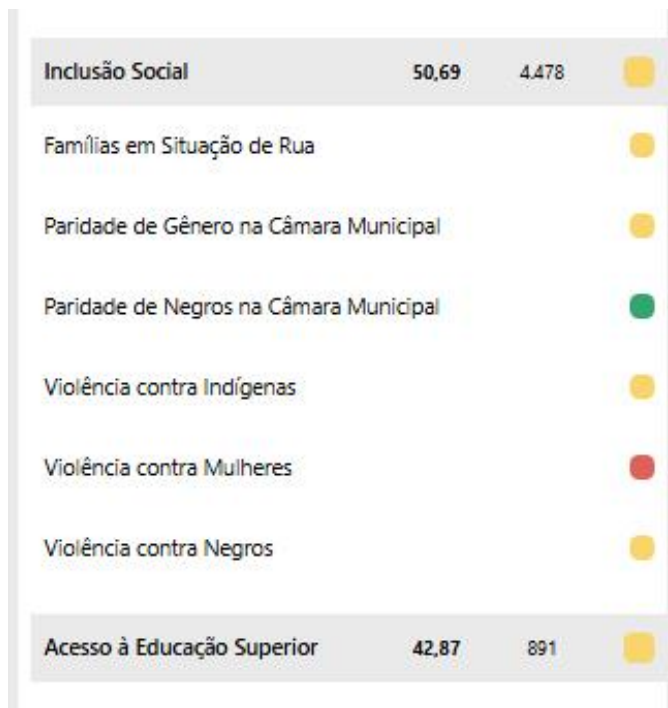 Inclusão Social 50,69 4.478
Famílias em Situação de Rua
Paridade de Gênero na Câmara Municipal
Paridade de Negros na Câmara Municipal
Violência contra Indígenas
Violência contra Mulheres
Violência contra Negros
Acesso à Educação Superior 42,87 891